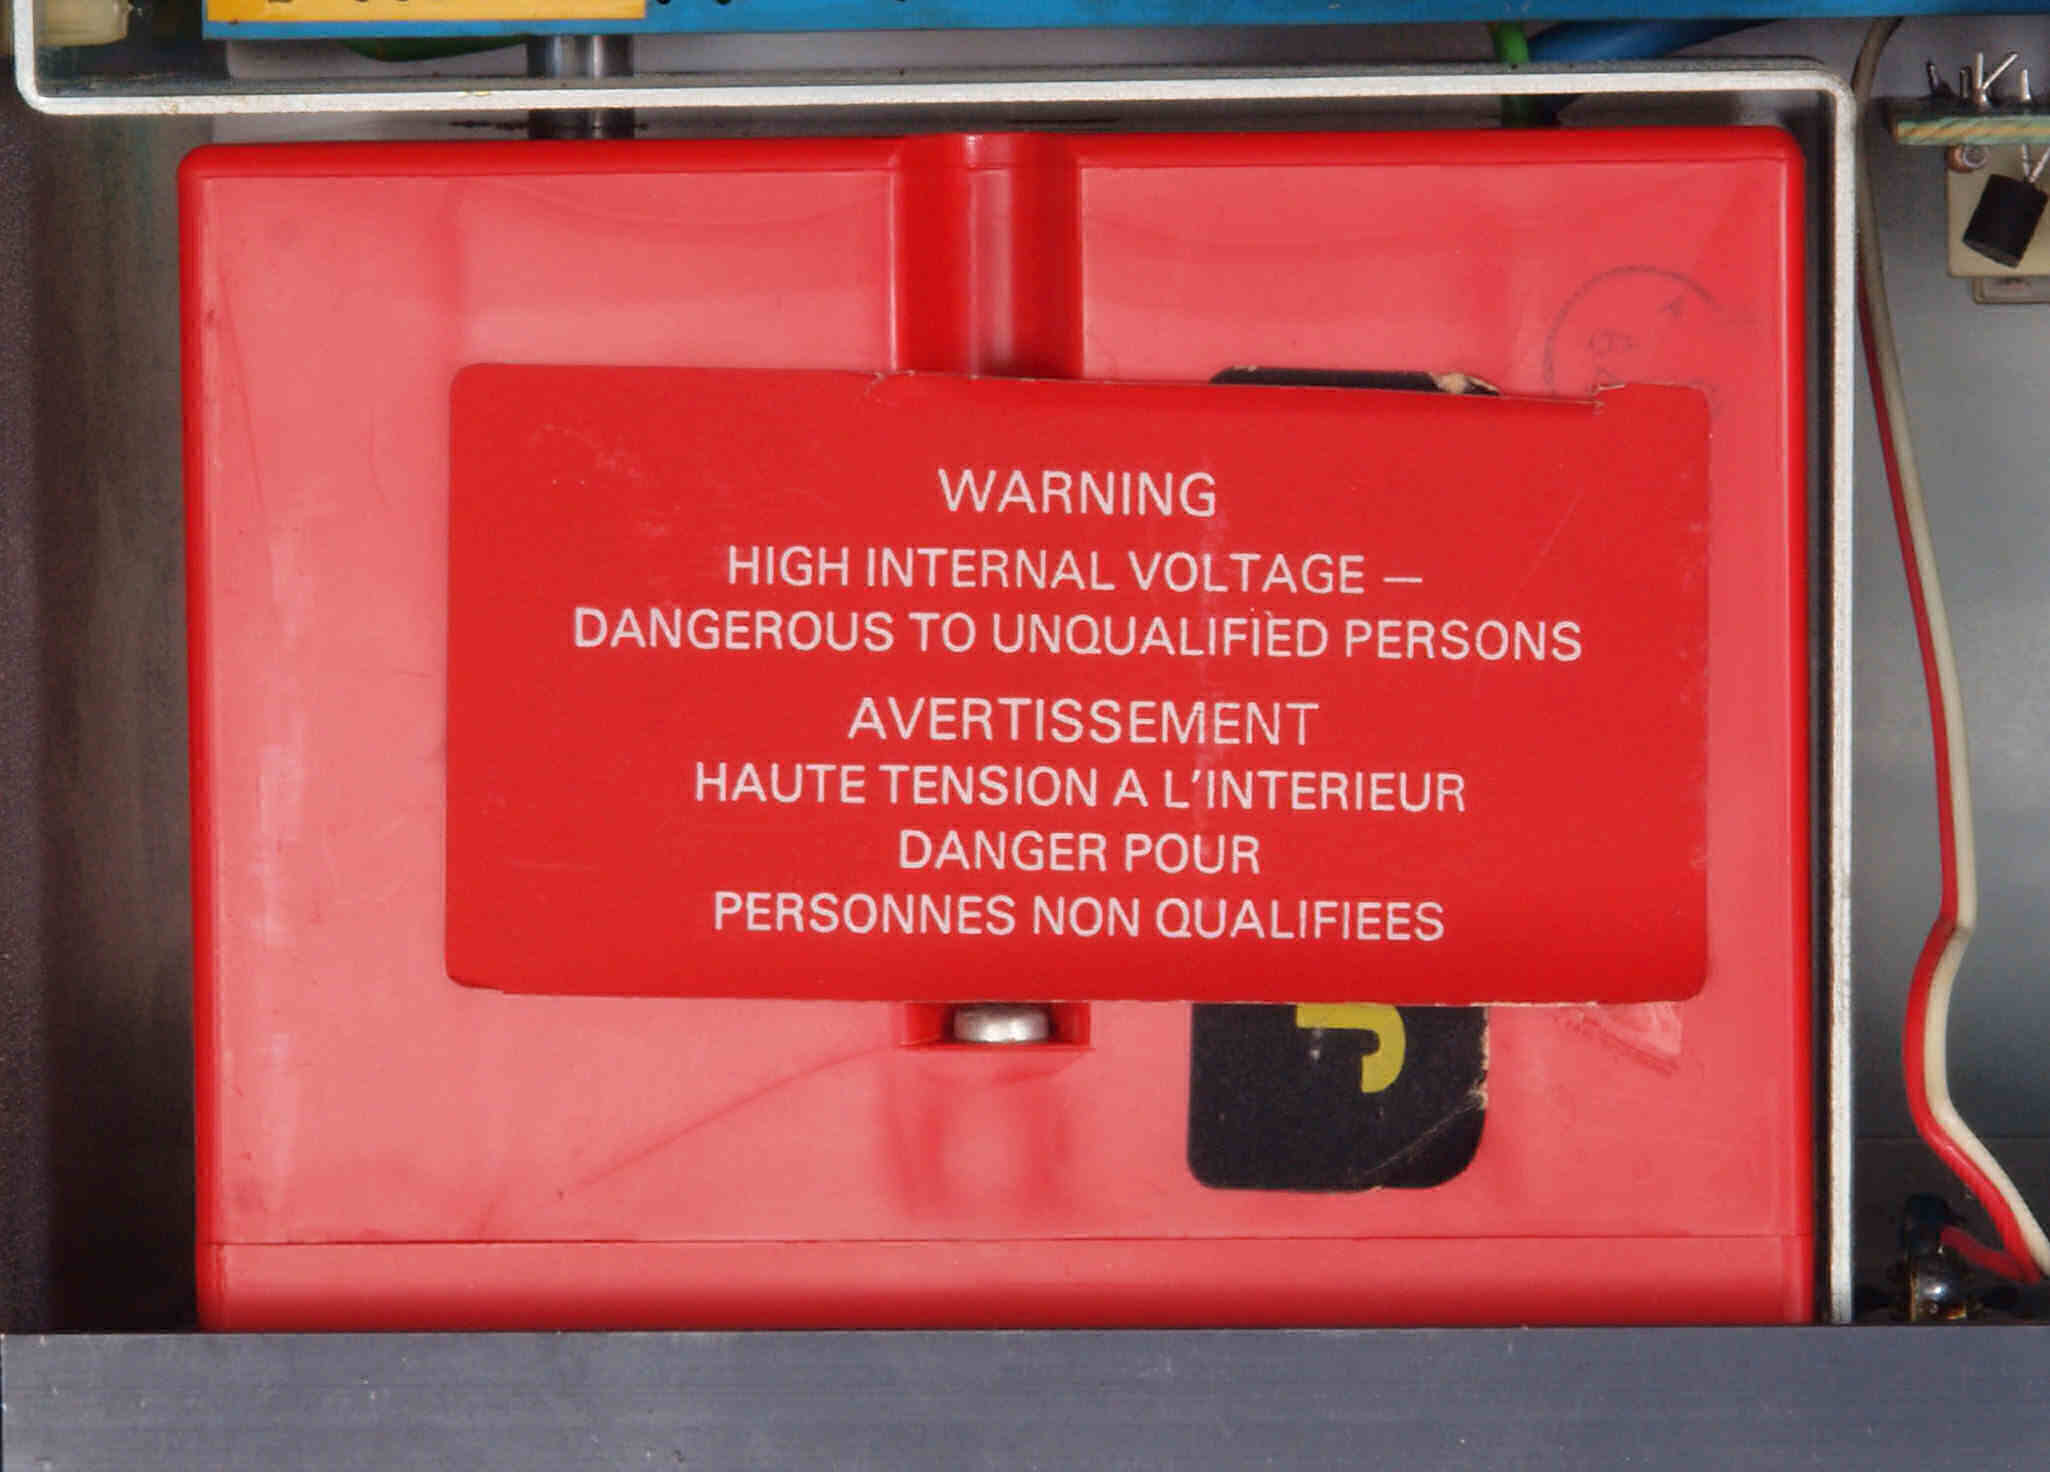 WARNING
HIGH INTERNAL VOLTAGE —
DANGEROUS TO UNQUALIFIED PERSONS
AVERTISSEMENT
HAUTE TENSION A L'INTERIEUR
DANGER POUR
PERSONNES NON QUALIFIEES